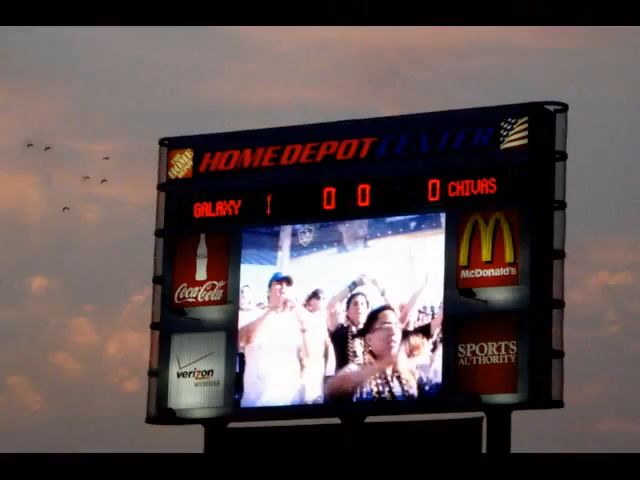 HOME DEPOT CENTER
GALAXY 1 0 0 0 CHIVAS
Coca-Cola
McDonald's
verizon
wireless
SPORTS
AUTHORITY